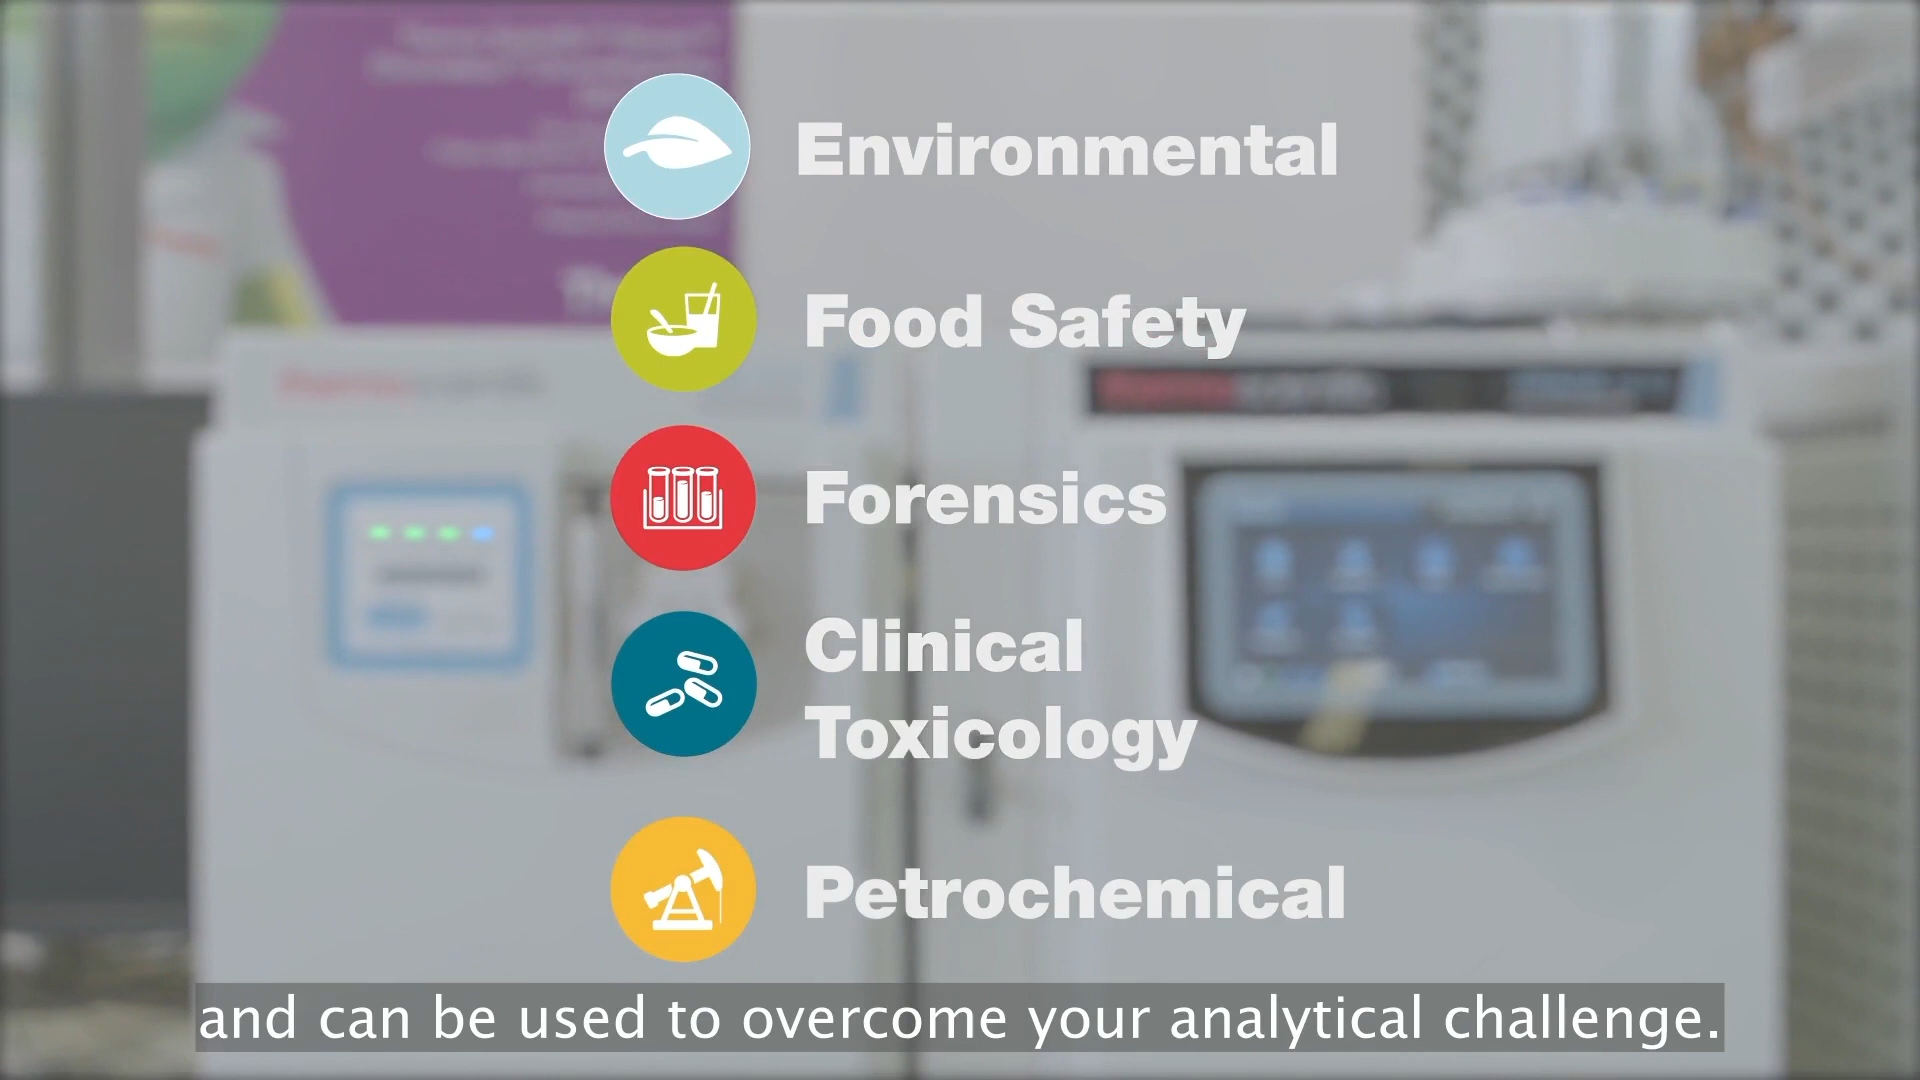 Environmental
Food Safety
Forensics
Clinical
Toxicology
Petrochemical
and can be used to overcome your analytical challenge.